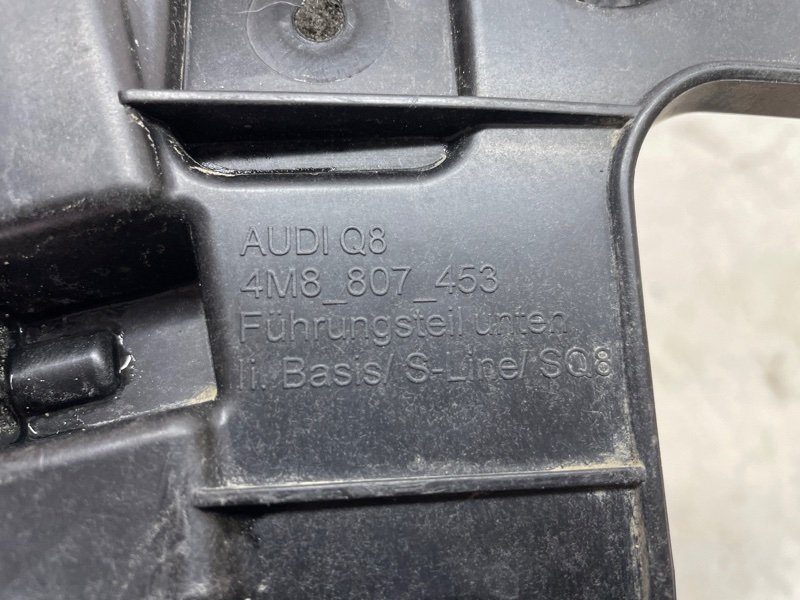 AUDI Q8
4M8_807_453
Führungsteil unten
li. Basis/ S-Line/ SQ8